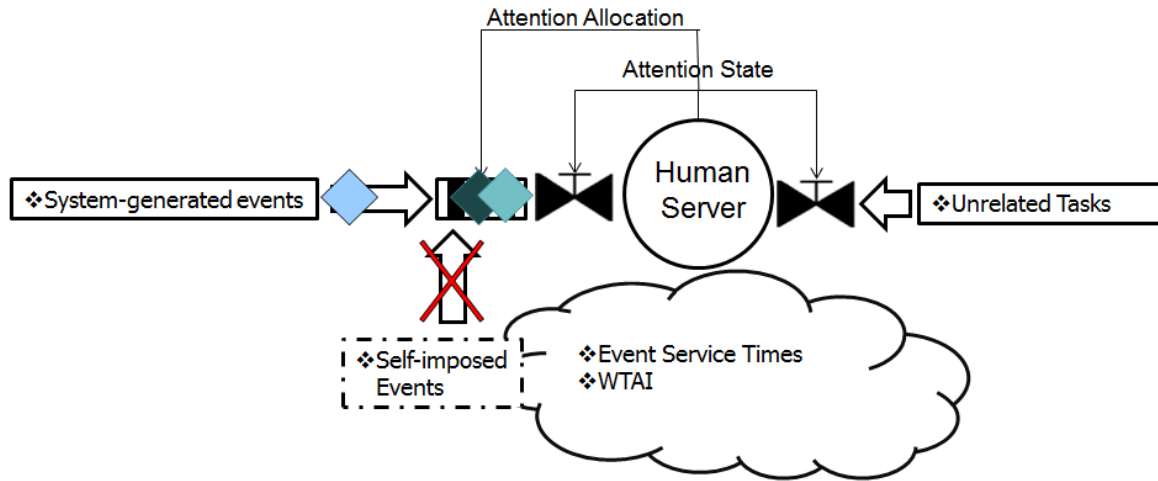 Attention Allocation
Attention State
Human
Server
❖System-generated events
❖Unrelated Tasks
❖Self-imposed
Events
❖Event Service Times
❖WTAI